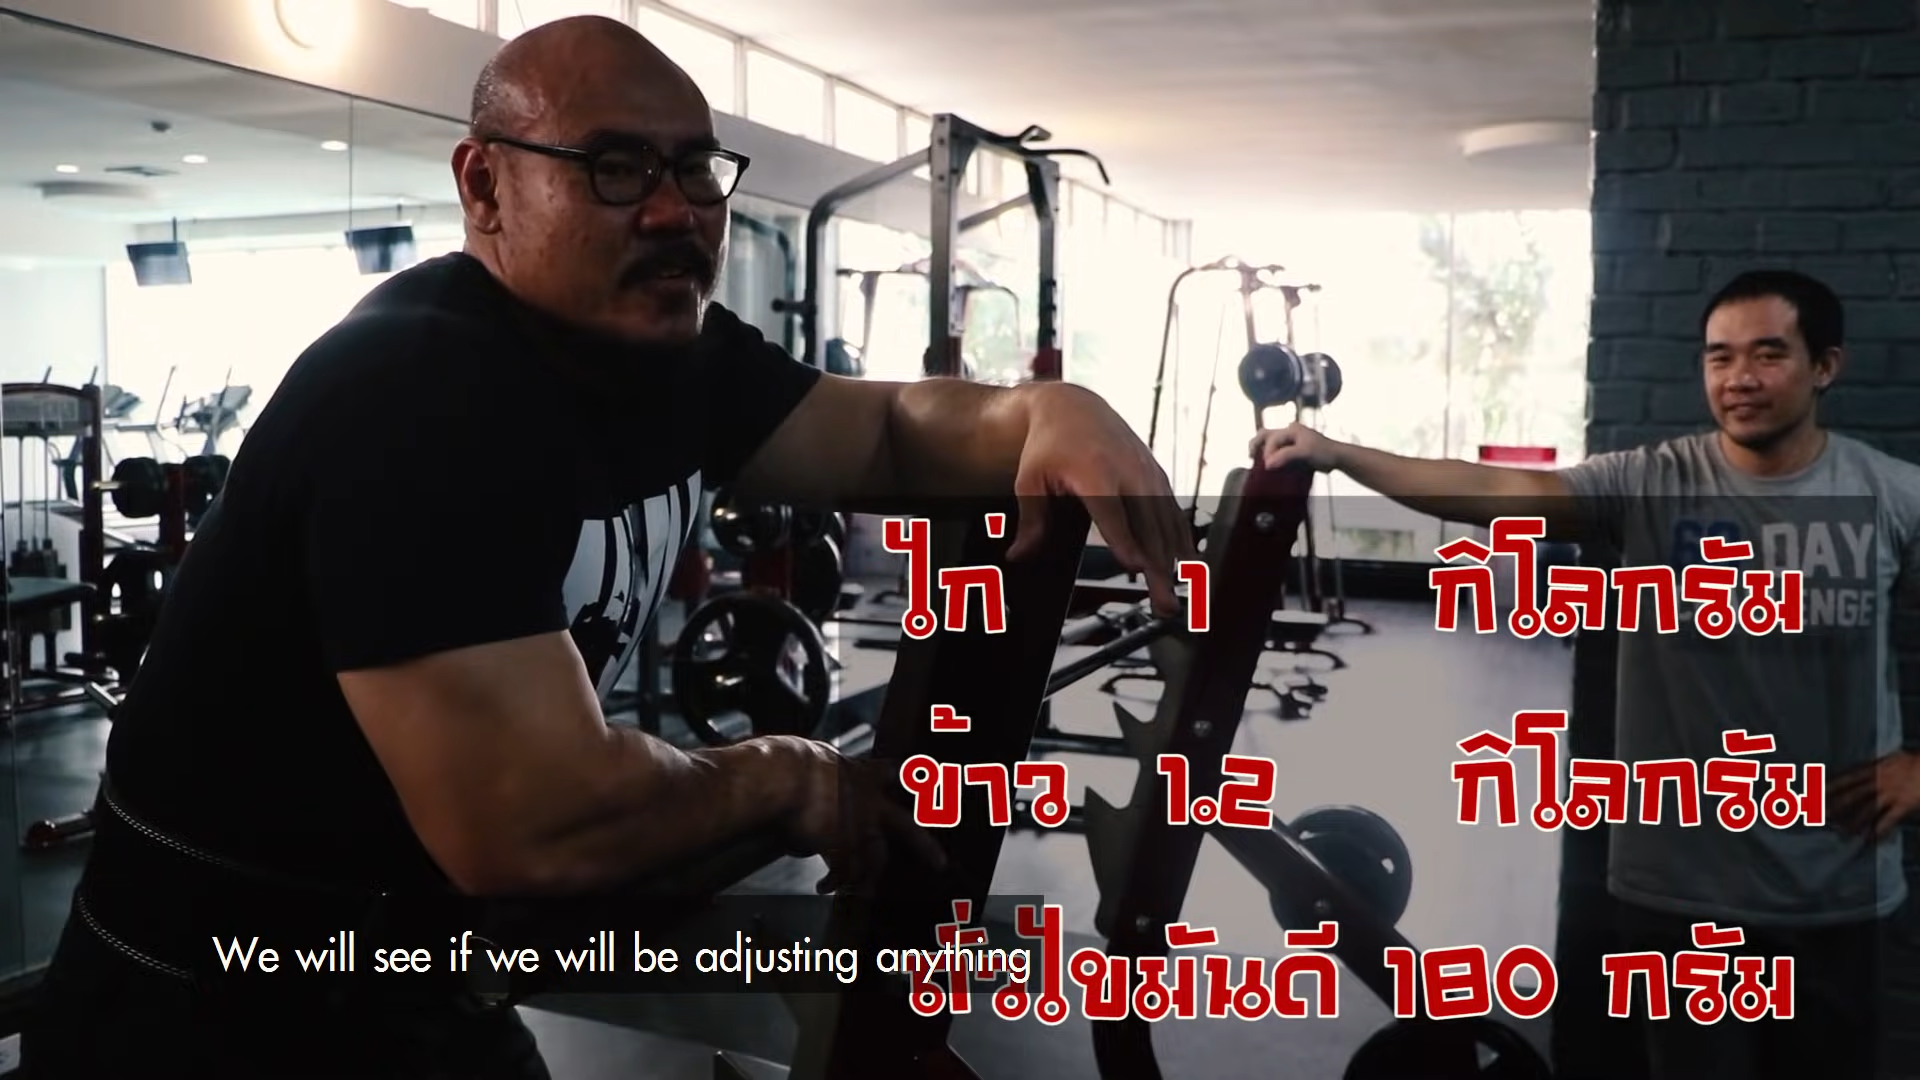 DAY
ไก่ 1 กิโลกรัม
ข้าว 1.2 กิโลกรัม
ถั่วไขมันดี 180 กรัม
We will see if we will be adjusting anything